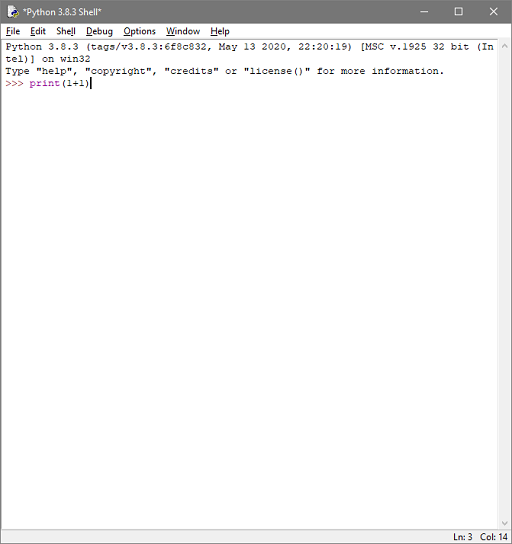 *Python 3.8.3 Shell*
File Edit Shell Debug Options Window Help
Python 3.8.3 (tags/v3.8.3:6f8c832, May 13 2020, 22:20:19) [MSC v.1925 32 bit (In
tel)] on win32
Type "help", "copyright", "credits" or "license()" for more information.
>>> print(1+1)
Ln: 3 Col: 14